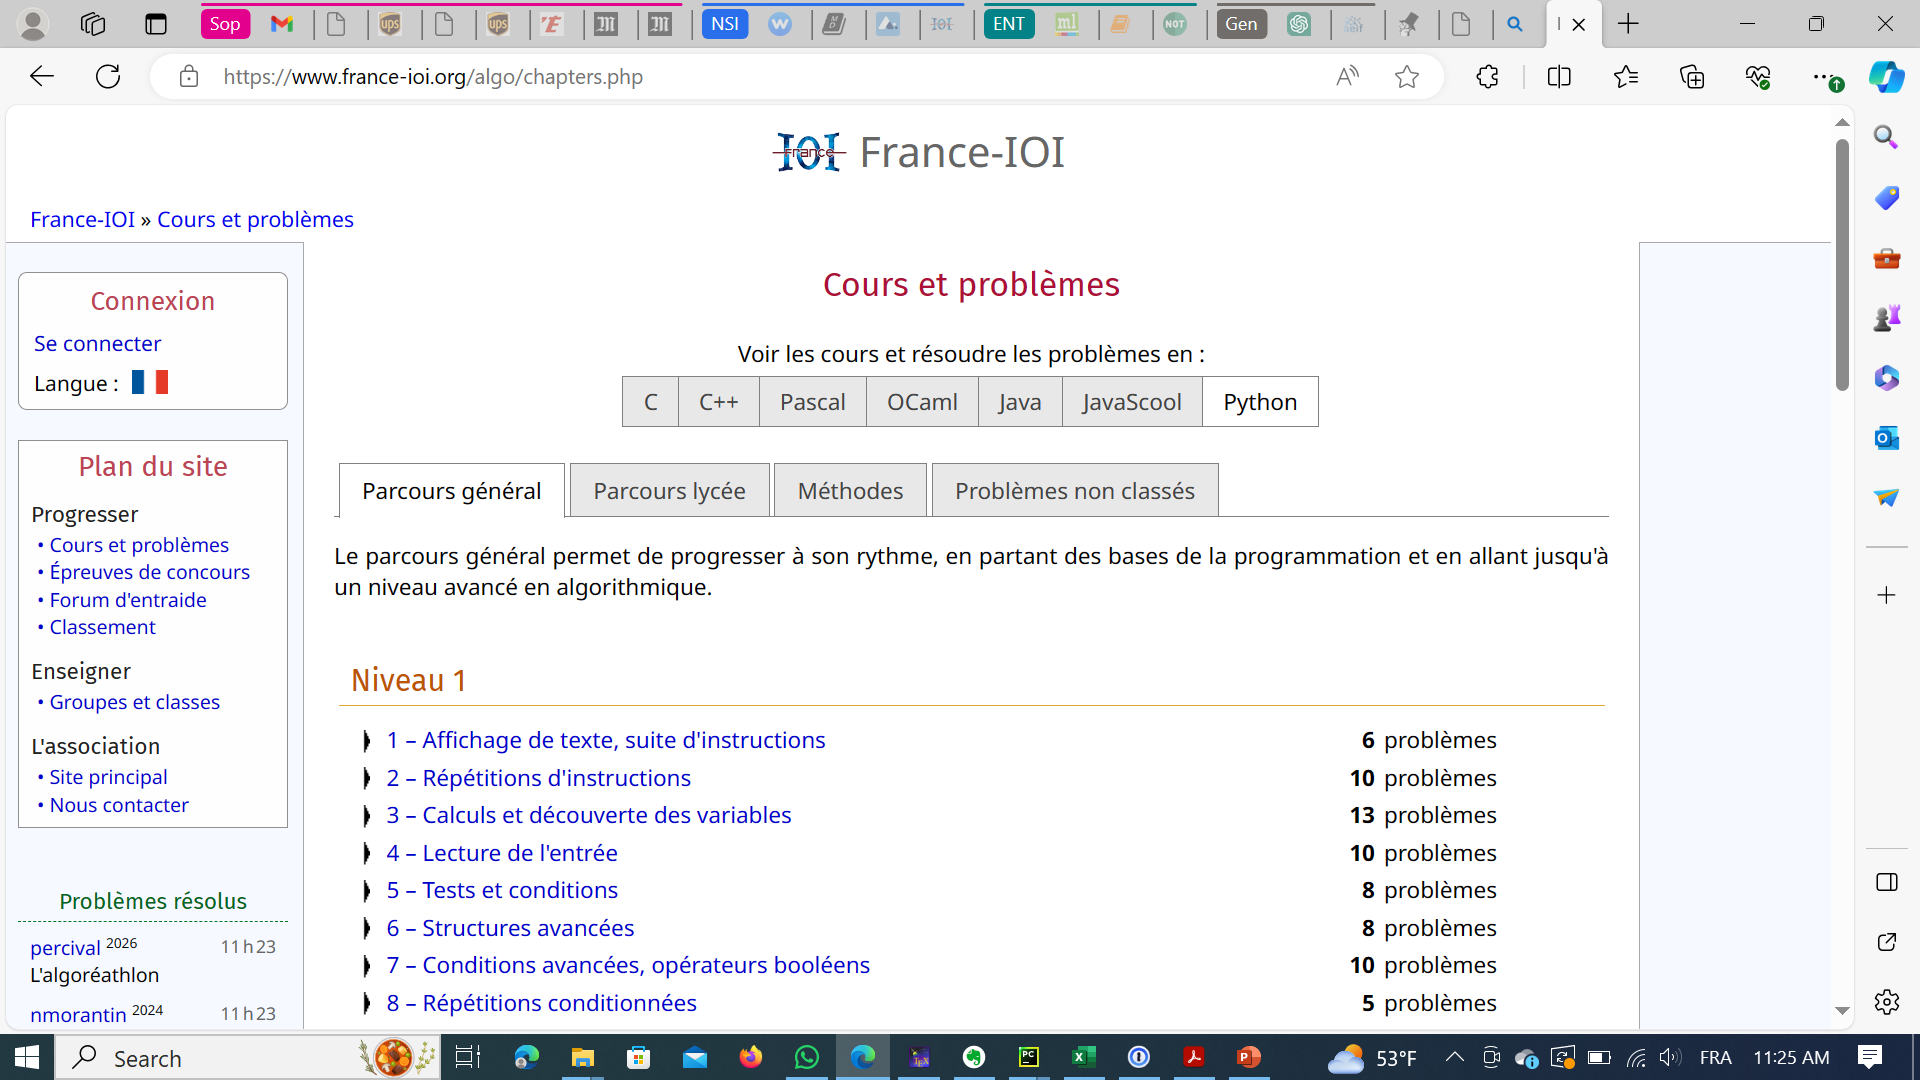 Sop
NSI
ENT
Gen
https://www.france-ioi.org/algo/chapters.php
France-IOI
France-IOI » Cours et problèmes
Connexion
Se connecter
Langue :
Plan du site
Progresser
• Cours et problèmes
• Épreuves de concours
• Forum d'entraide
• Classement
Enseigner
• Groupes et classes
L'association
• Site principal
• Nous contacter
Problèmes résolus
percival 2026 11h23
L'algoréathlon
nmorantin 2024 11h23
Cours et problèmes
Voir les cours et résoudre les problèmes en :
C C++ Pascal OCaml Java JavaScool Python
Parcours général Parcours lycée Méthodes Problèmes non classés
Le parcours général permet de progresser à son rythme, en partant des bases de la programmation et en allant jusqu'à
un niveau avancé en algorithmique.
Niveau 1
1 – Affichage de texte, suite d'instructions 6 problèmes
2 – Répétitions d'instructions 10 problèmes
3 – Calculs et découverte des variables 13 problèmes
4 – Lecture de l'entrée 10 problèmes
5 – Tests et conditions 8 problèmes
6 – Structures avancées 8 problèmes
7 – Conditions avancées, opérateurs booléens 10 problèmes
8 – Répétitions conditionnées 5 problèmes
Search
53°F
FRA
11:25 AM